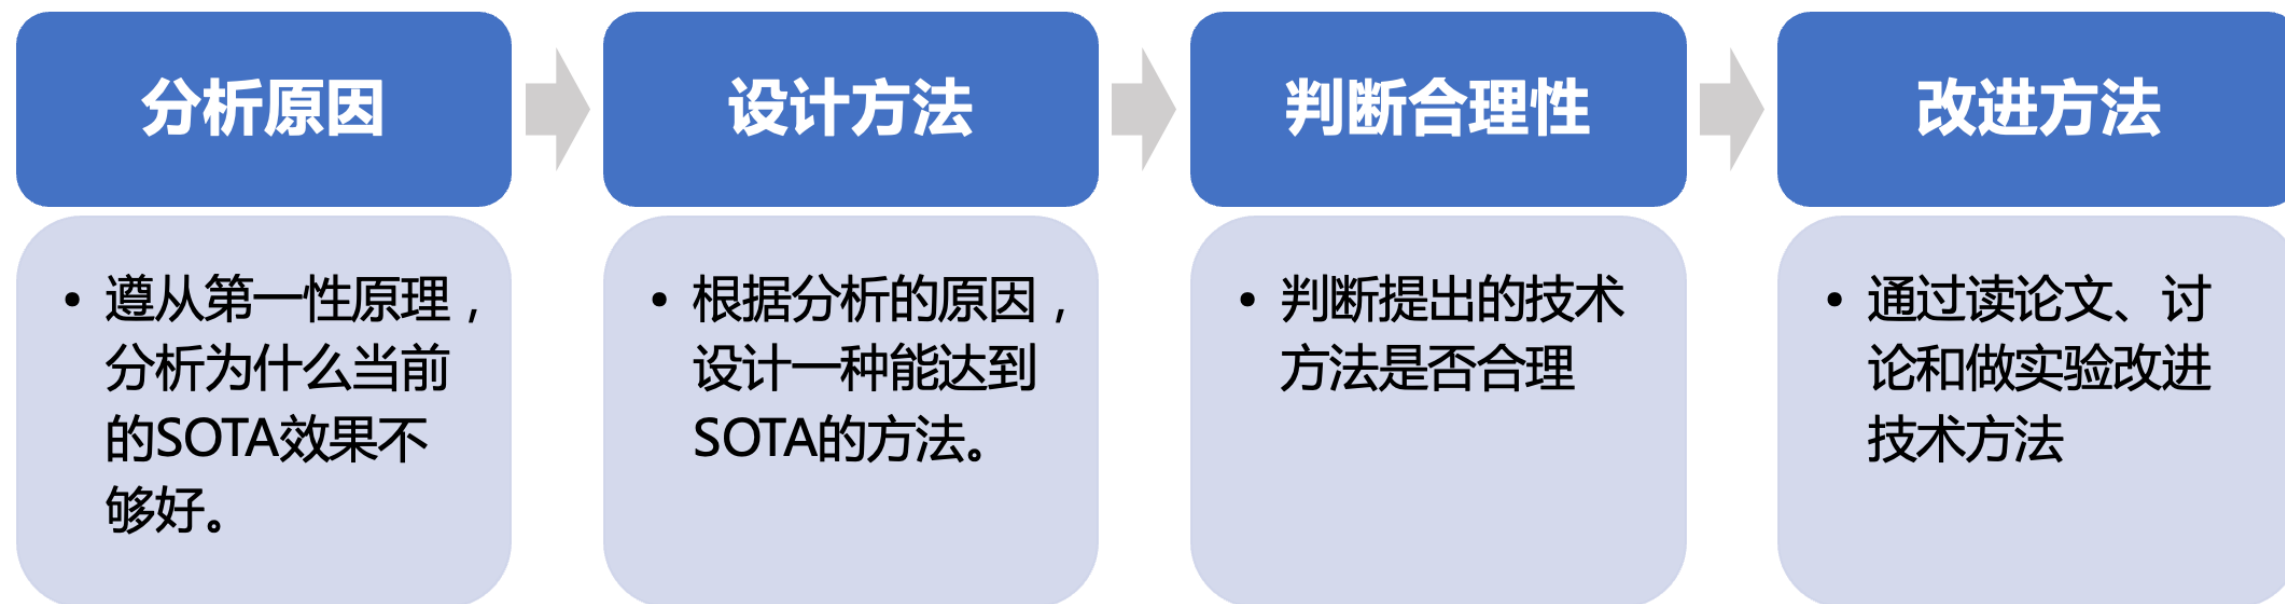 分析原因
设计方法
判断合理性
改进方法
• 遵从第一性原理，
分析为什么当前
的SOTA效果不
够好。
• 根据分析的原因，
设计一种能达到
SOTA的方法。
• 判断提出的技术
方法是否合理
• 通过读论文、讨
论和做实验改进
技术方法